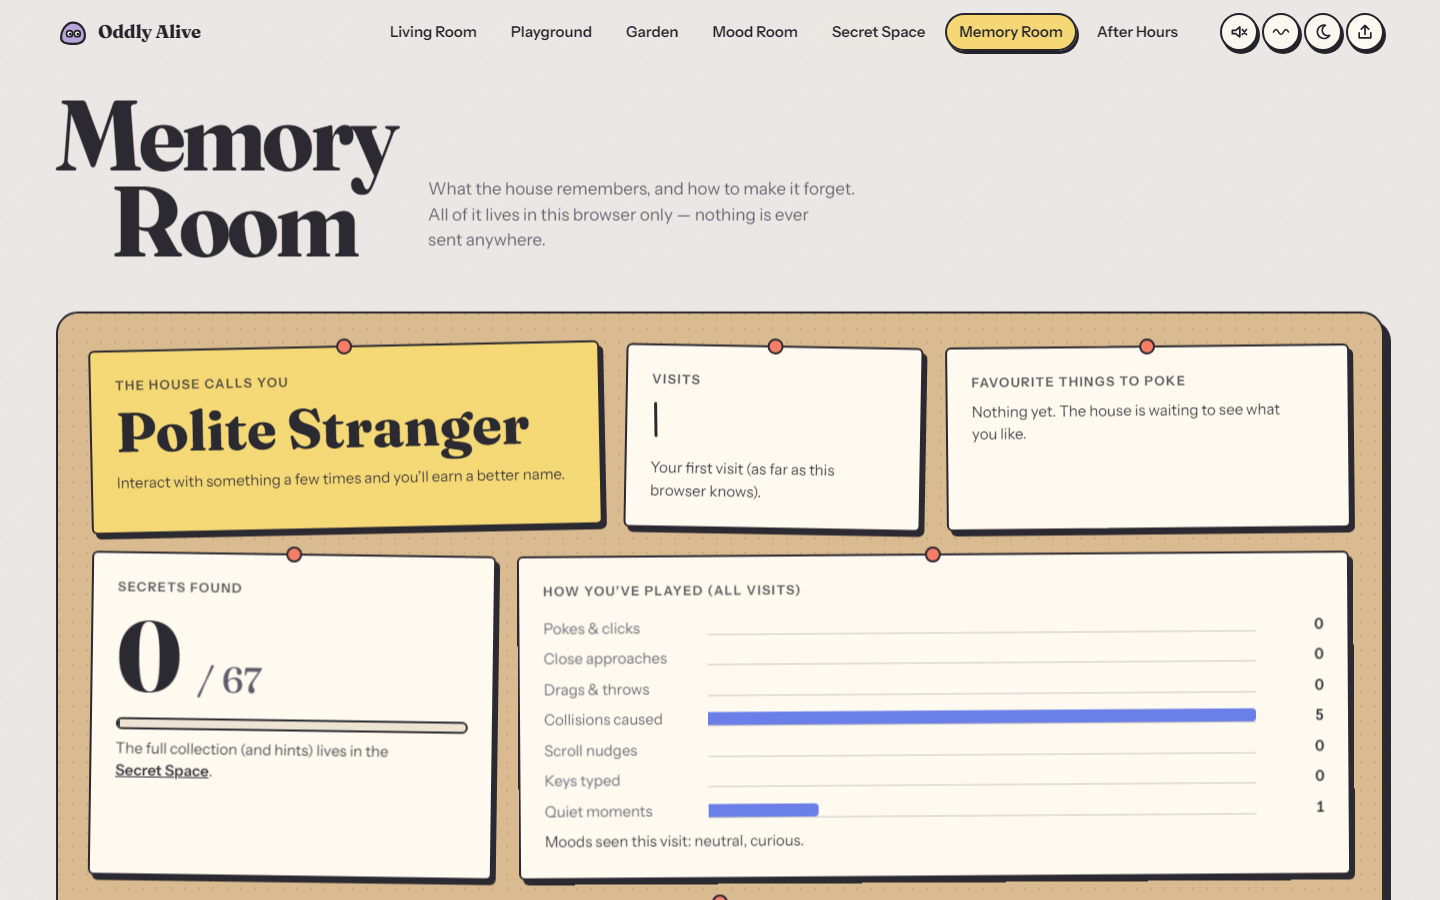 Oddly Alive
Living Room
Playground
Garden
Mood Room
Secret Space
Memory Room
After Hours
Memory
Room
What the house remembers, and how to make it forget.
All of it lives in this browser only — nothing is ever
sent anywhere.
THE HOUSE CALLS YOU
Polite Stranger
Interact with something a few times and you'll earn a better name.
VISITS
|
Your first visit (as far as this
browser knows).
FAVOURITE THINGS TO POKE
Nothing yet. The house is waiting to see what
you like.
SECRETS FOUND
0 / 67
The full collection (and hints) lives in the
Secret Space.
HOW YOU'VE PLAYED (ALL VISITS)
Pokes & clicks 0
Close approaches 0
Drags & throws 0
Collisions caused 5
Scroll nudges 0
Keys typed 0
Quiet moments 1
Moods seen this visit: neutral, curious.